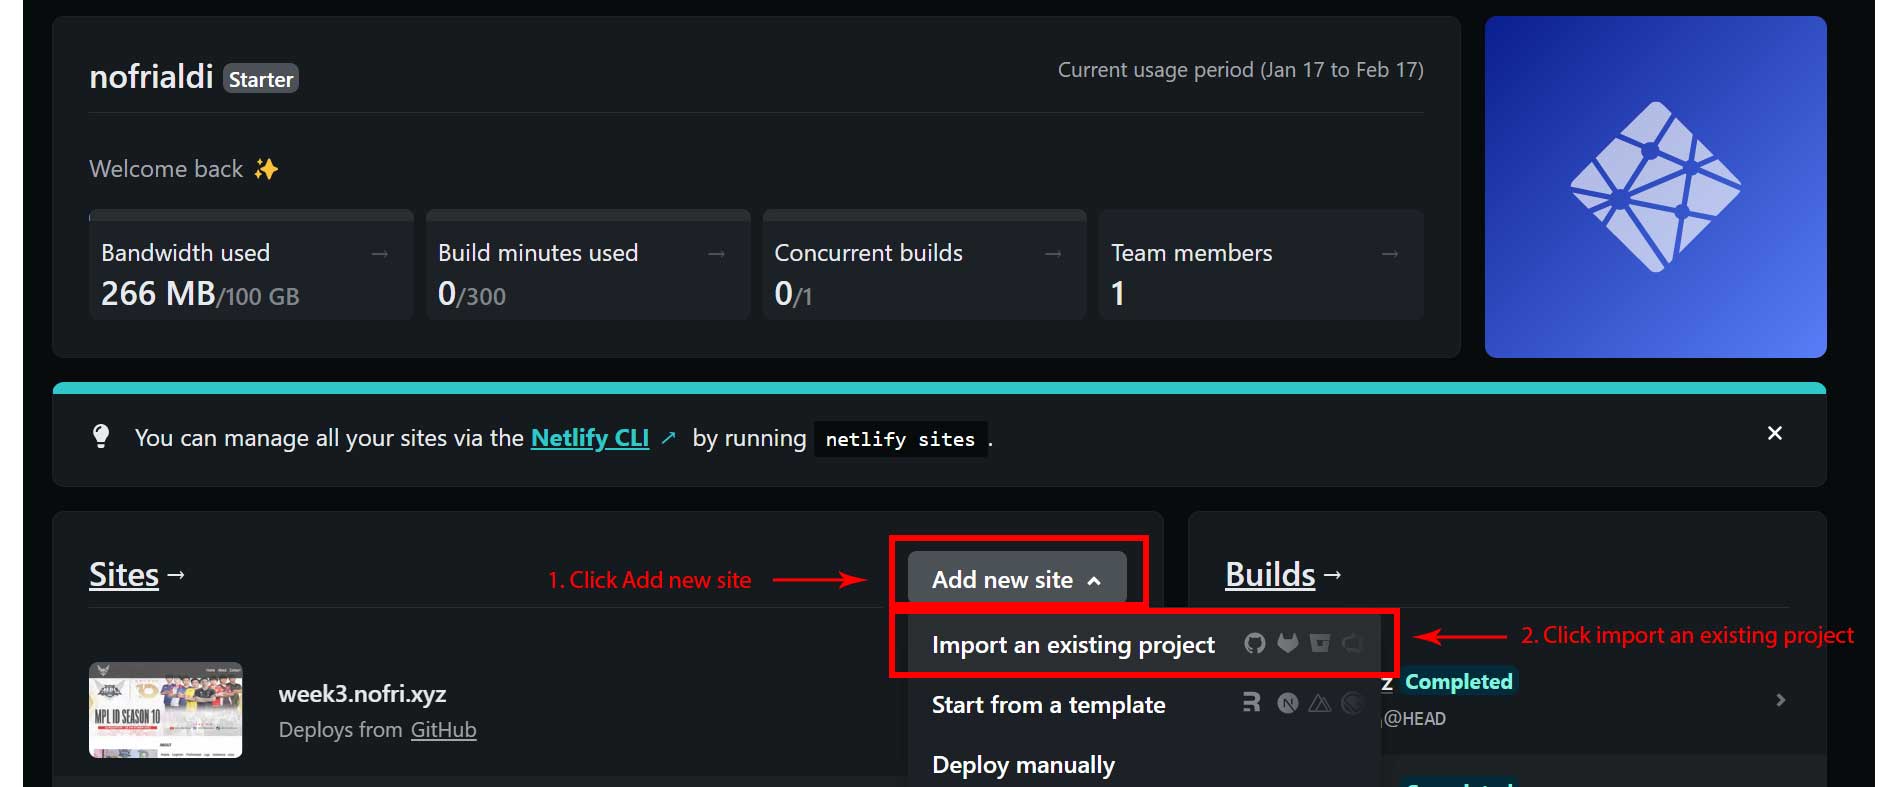 nofrialdi Starter
Current usage period (Jan 17 to Feb 17)
Welcome back ✨
Bandwidth used →
266 MB/100 GB
Build minutes used →
0/300
Concurrent builds →
0/1
Team members →
1
You can manage all your sites via the Netlify CLI ↗ by running netlify sites.
Sites →
1. Click Add new site
Add new site
Builds →
Import an existing project
2. Click import an existing project
Start from a template
Deploy manually
week3.nofri.xyz
Deploys from GitHub
MPL ID SEASON 10
z Completed
@HEAD